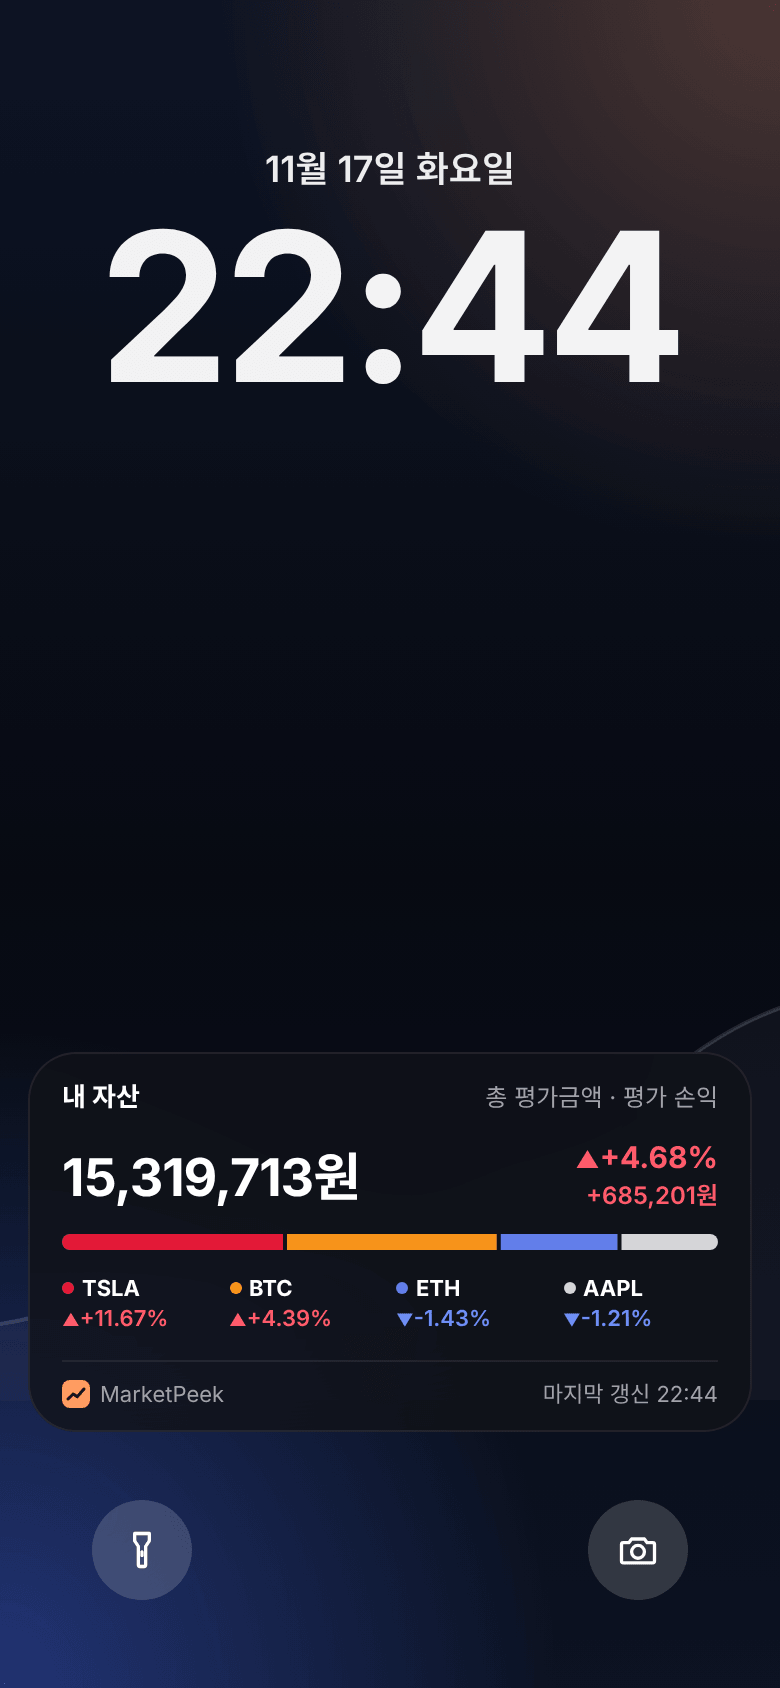 11월 17일 화요일
22:44
내 자산
총 평가금액 · 평가 손익
15,319,713원
▲+4.68%
+685,201원
TSLA
▲+11.67%
BTC
▲+4.39%
ETH
▼-1.43%
AAPL
▼-1.21%
MarketPeek
마지막 갱신 22:44